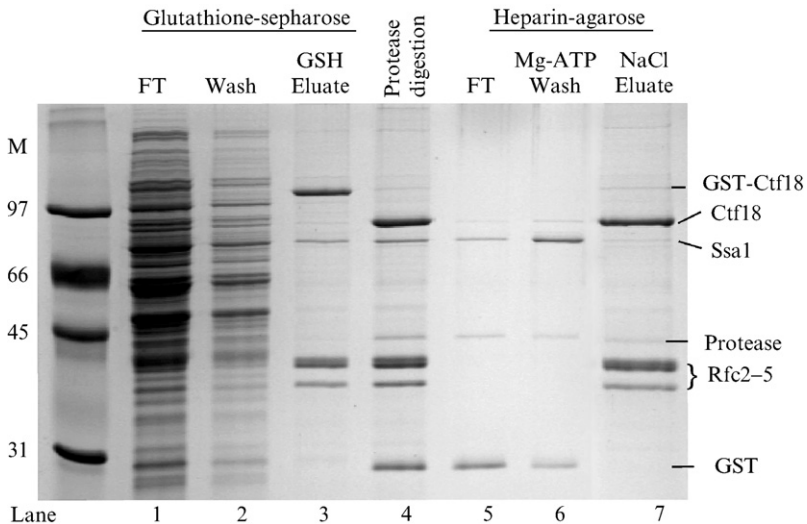 Glutathione-sepharose
Heparin-agarose
FT
Wash
GSH
Eluate
Protease
digestion
FT
Mg-ATP
Wash
NaCl
Eluate
M
97
66
45
31
GST-Ctf18
Ctf18
Ssa1
Protease
} Rfc2–5
GST
Lane 1 2 3 4 5 6 7